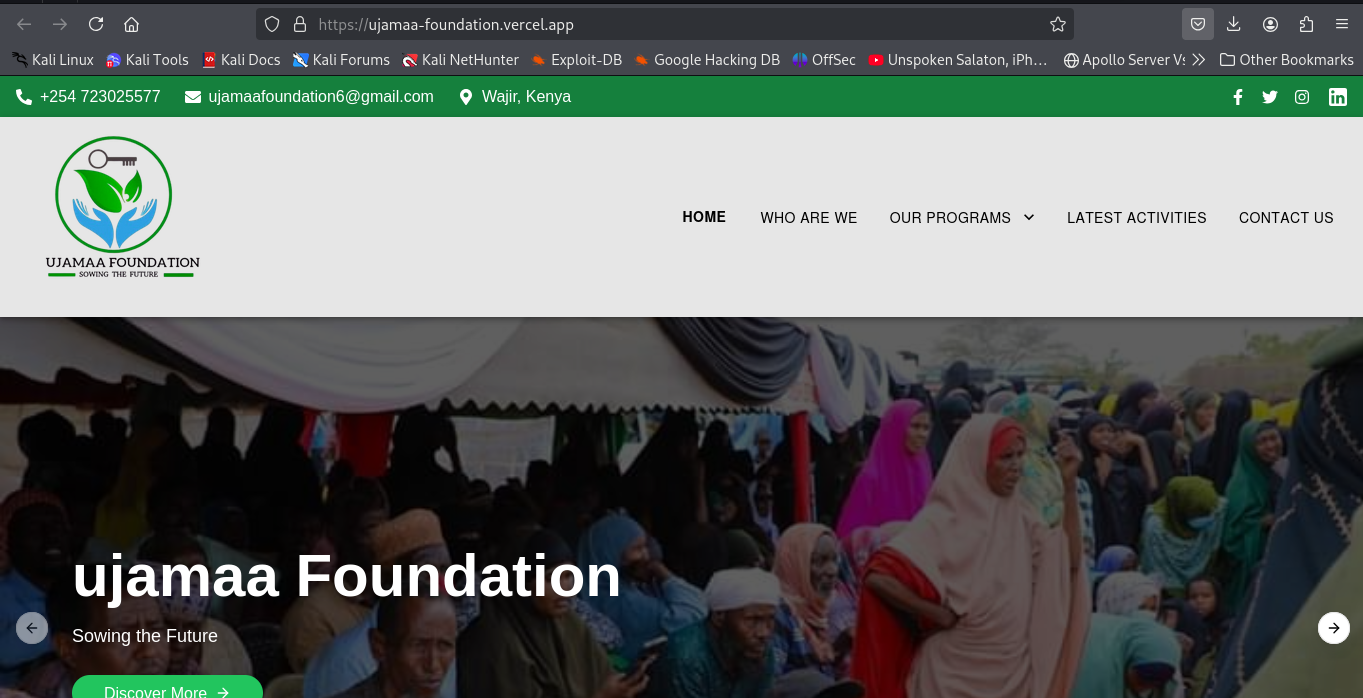 https://ujamaa-foundation.vercel.app
Kali Linux Kali Tools Kali Docs Kali Forums Kali NetHunter Exploit-DB Google Hacking DB OffSec Unspoken Salaton, iPh... Apollo Server Vs Other Bookmarks
+254 723025577 ujamaafoundation6@gmail.com Wajir, Kenya
UJAMAA FOUNDATION
SOWING THE FUTURE
HOME WHO ARE WE OUR PROGRAMS LATEST ACTIVITIES CONTACT US
ujamaa Foundation
Sowing the Future
Discover More